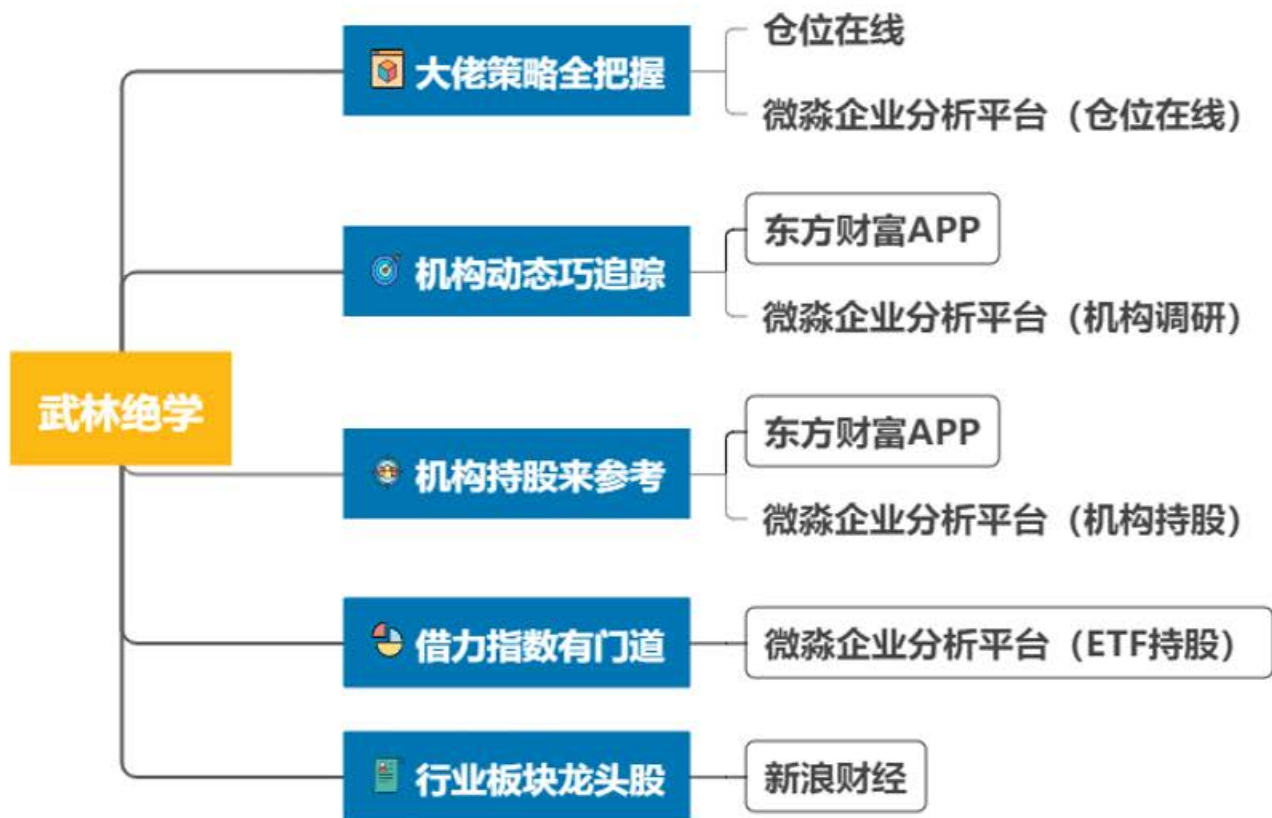 武林绝学
大佬策略全把握
仓位在线
微淼企业分析平台（仓位在线）
机构动态巧追踪
东方财富APP
微淼企业分析平台（机构调研）
机构持股来参考
东方财富APP
微淼企业分析平台（机构持股）
借力指数有门道
微淼企业分析平台（ETF持股）
行业板块龙头股
新浪财经